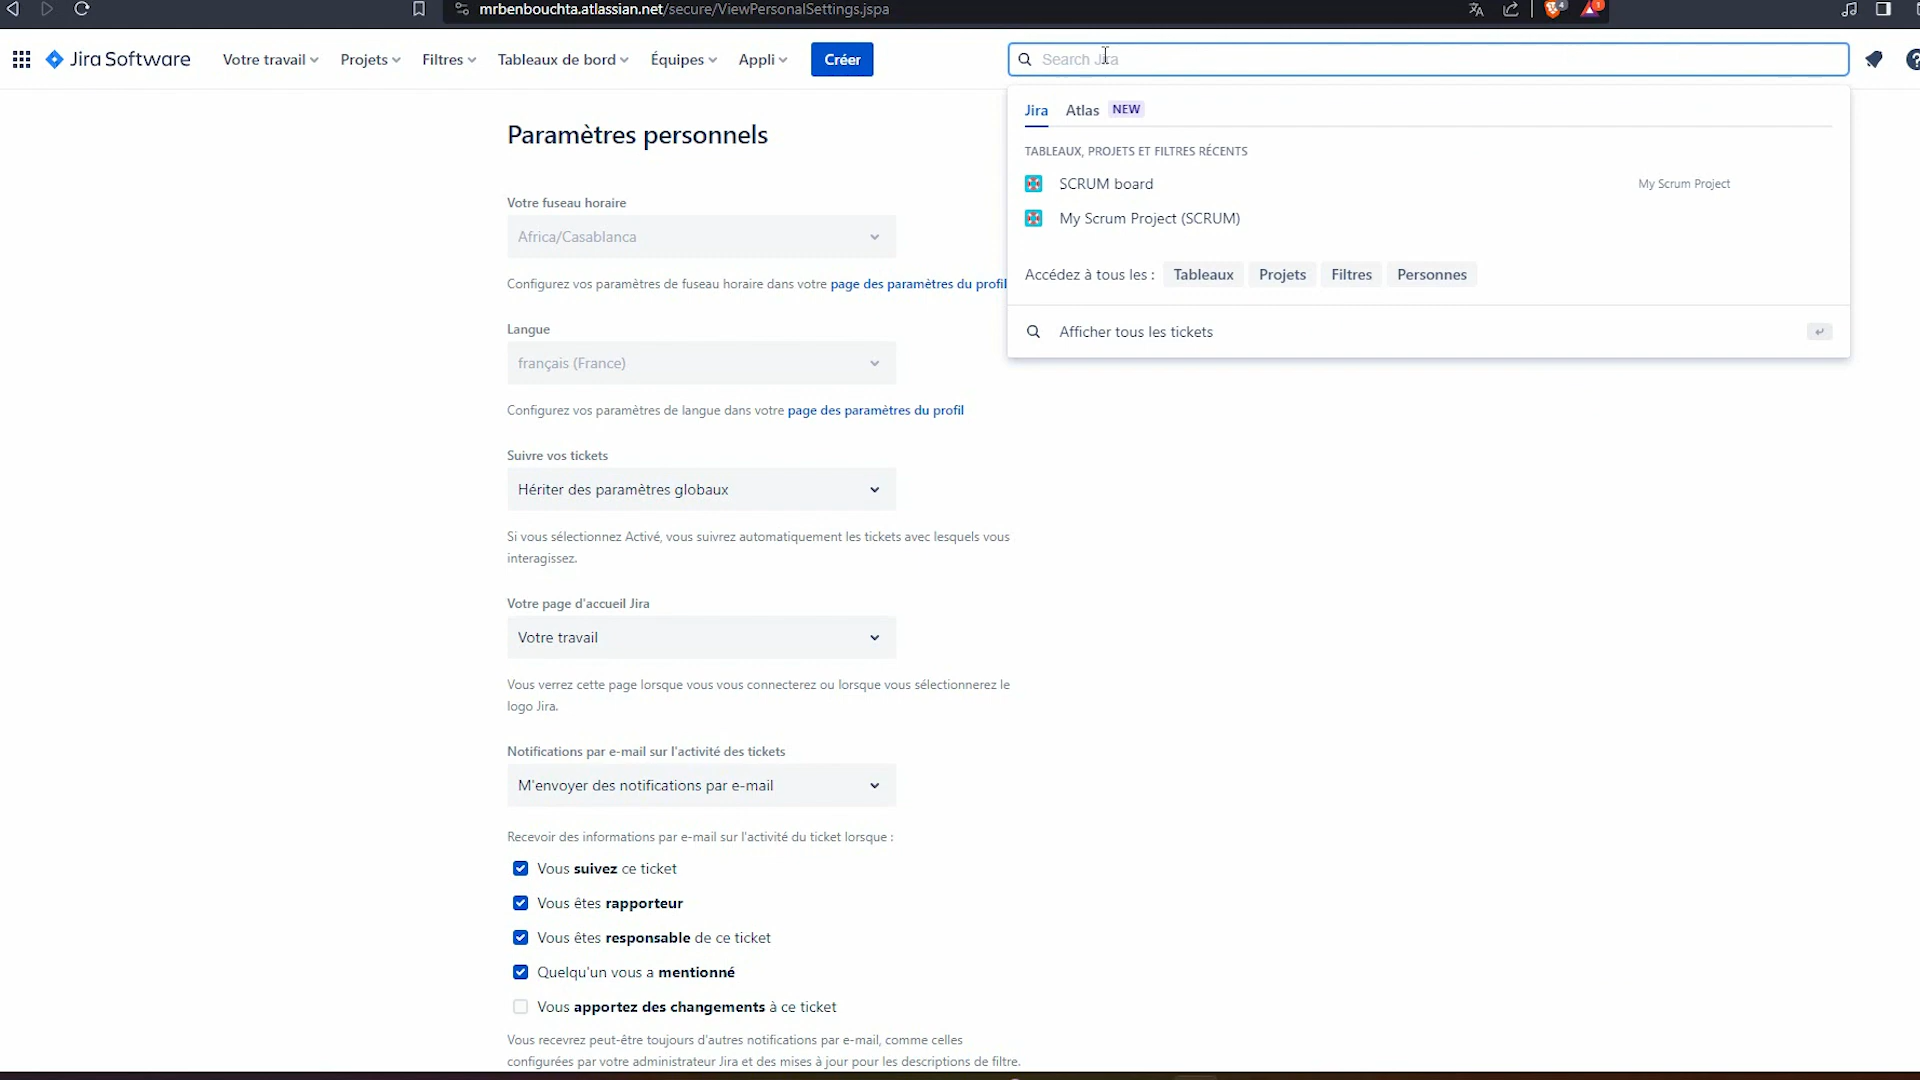 mrbenbouchta.atlassian.net/secure/ViewPersonalSettings.jspa
4
1
Jira Software
Votre travail
Projets
Filtres
Tableaux de bord
Équipes
Appli
Créer
Search Jira
Jira
Atlas
NEW
TABLEAUX, PROJETS ET FILTRES RÉCENTS
SCRUM board
My Scrum Project
My Scrum Project (SCRUM)
Accédez à tous les :
Tableaux
Projets
Filtres
Personnes
Afficher tous les tickets
Paramètres personnels
Votre fuseau horaire
Africa/Casablanca
Configurez vos paramètres de fuseau horaire dans votre page des paramètres du profil
Langue
français (France)
Configurez vos paramètres de langue dans votre page des paramètres du profil
Suivre vos tickets
Hériter des paramètres globaux
Si vous sélectionnez Activé, vous suivrez automatiquement les tickets avec lesquels vous
interagissez.
Votre page d'accueil Jira
Votre travail
Vous verrez cette page lorsque vous vous connecterez ou lorsque vous sélectionnerez le
logo Jira.
Notifications par e-mail sur l'activité des tickets
M'envoyer des notifications par e-mail
Recevoir des informations par e-mail sur l'activité du ticket lorsque :
Vous suivez ce ticket
Vous êtes rapporteur
Vous êtes responsable de ce ticket
Quelqu'un vous a mentionné
Vous apportez des changements à ce ticket
Vous recevrez peut-être toujours d'autres notifications par e-mail, comme celles
configurées par votre administrateur Jira et des mises à jour pour les descriptions de filtre.